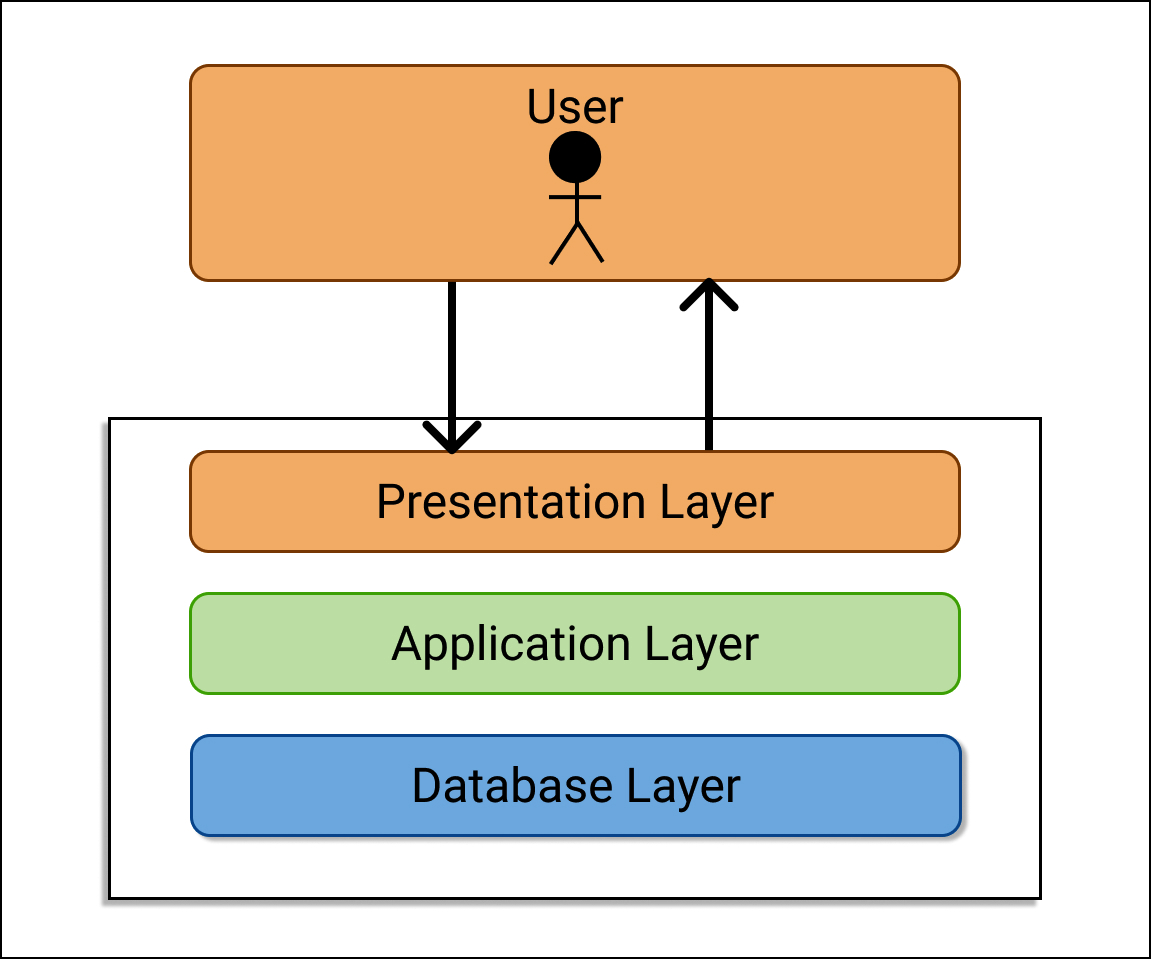 User
Presentation Layer
Application Layer
Database Layer